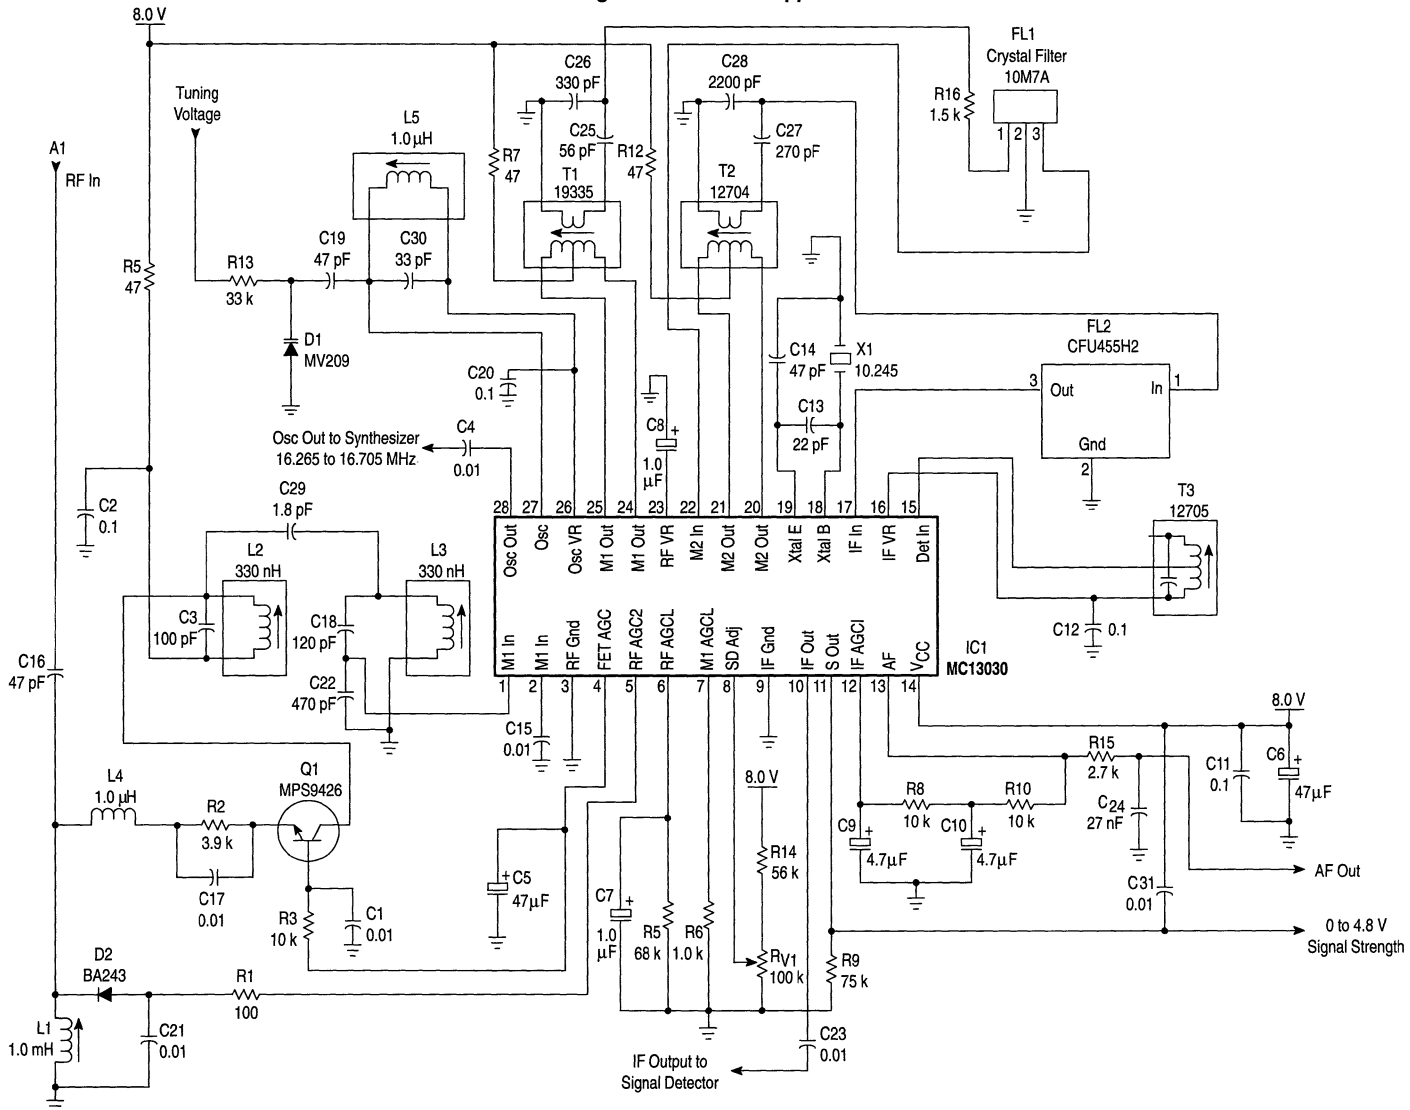 8.0 V
Tuning
Voltage
A1
RF In
R5
47
R13
33 k
D1
MV209
C19
47 pF
C30
33 pF
L5
1.0 µH
C26
330 pF
C25
56 pF
T1
19335
R7
47
R12
47
C28
2200 pF
C27
270 pF
T2
12704
FL1
Crystal Filter
10M7A
R16
1.5 k
1 2 3
C20
0.1
C4
0.01
Osc Out to Synthesizer
16.265 to 16.705 MHz
C8
+
1.0
µF
C14
47 pF
X1
10.245
C13
22 pF
FL2
CFU455H2
3 Out In 1
Gnd
2
T3
12705
C12 0.1
C2
0.1
C29
1.8 pF
L2
330 nH
L3
330 nH
C3
100 pF
C18
120 pF
C22
470 pF
C16
47 pF
28 27 26 25 24 23 22 21 20 19 18 17 16 15
Osc Out
Osc
Osc VR
M1 Out
M1 Out
RF VR
M2 In
M2 Out
M2 Out
Xtal E
Xtal B
IF In
IF VR
Det In
M1 In
M1 In
RF Gnd
FET AGC
RF AGC2
RF AGCL
M1 AGCL
SD Adj
IF Gnd
IF Out
S Out
IF AGCI
AF
VCC
IC1
MC13030
1 2 3 4 5 6 7 8 9 10 11 12 13 14
C15
0.01
L4
1.0 µH
R2
3.9 k
C17
0.01
Q1
MPS9426
R3
10 k
C1
0.01
C5
+
47µF
C7
+
1.0
µF
R5
68 k
R6
1.0 k
8.0 V
R14
56 k
RV1
100 k
R9
75 k
C23
0.01
IF Output to
Signal Detector
D2
BA243
R1
100
L1
1.0 mH
C21
0.01
C9
+
4.7µF
R8
10 k
C10
+
4.7µF
R10
10 k
R15
2.7 k
C24
27 nF
C31
0.01
8.0 V
C11
0.1
C6
+
47µF
AF Out
0 to 4.8 V
Signal Strength